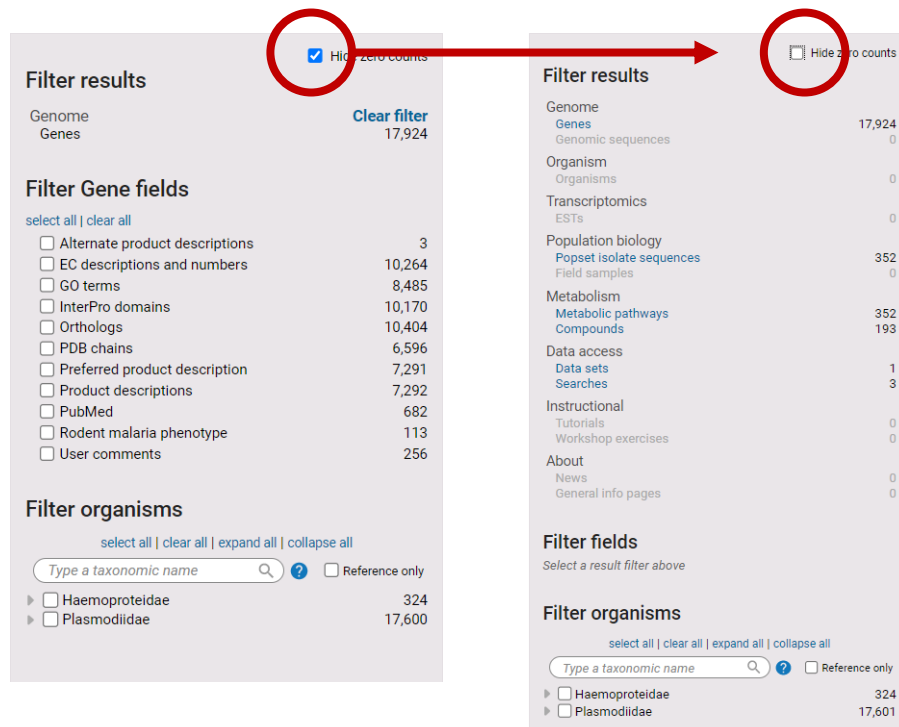 Hide zero counts
Filter results
Genome Clear filter
Genes 17,924
Filter Gene fields
select all | clear all
Alternate product descriptions 3
EC descriptions and numbers 10,264
GO terms 8,485
InterPro domains 10,170
Orthologs 10,404
PDB chains 6,596
Preferred product description 7,291
Product descriptions 7,292
PubMed 682
Rodent malaria phenotype 113
User comments 256
Filter organisms
select all | clear all | expand all | collapse all
Type a taxonomic name ? Reference only
Haemoproteidae 324
Plasmodiidae 17,600
Hide zero counts
Filter results
Genome
Genes 17,924
Genomic sequences 0
Organism
Organisms 0
Transcriptomics
ESTs 0
Population biology
Popset isolate sequences 352
Field samples 0
Metabolism
Metabolic pathways 352
Compounds 193
Data access
Data sets 1
Searches 3
Instructional
Tutorials 0
Workshop exercises 0
About
News 0
General info pages 0
Filter fields
Select a result filter above
Filter organisms
select all | clear all | expand all | collapse all
Type a taxonomic name ? Reference only
Haemoproteidae 324
Plasmodiidae 17,601